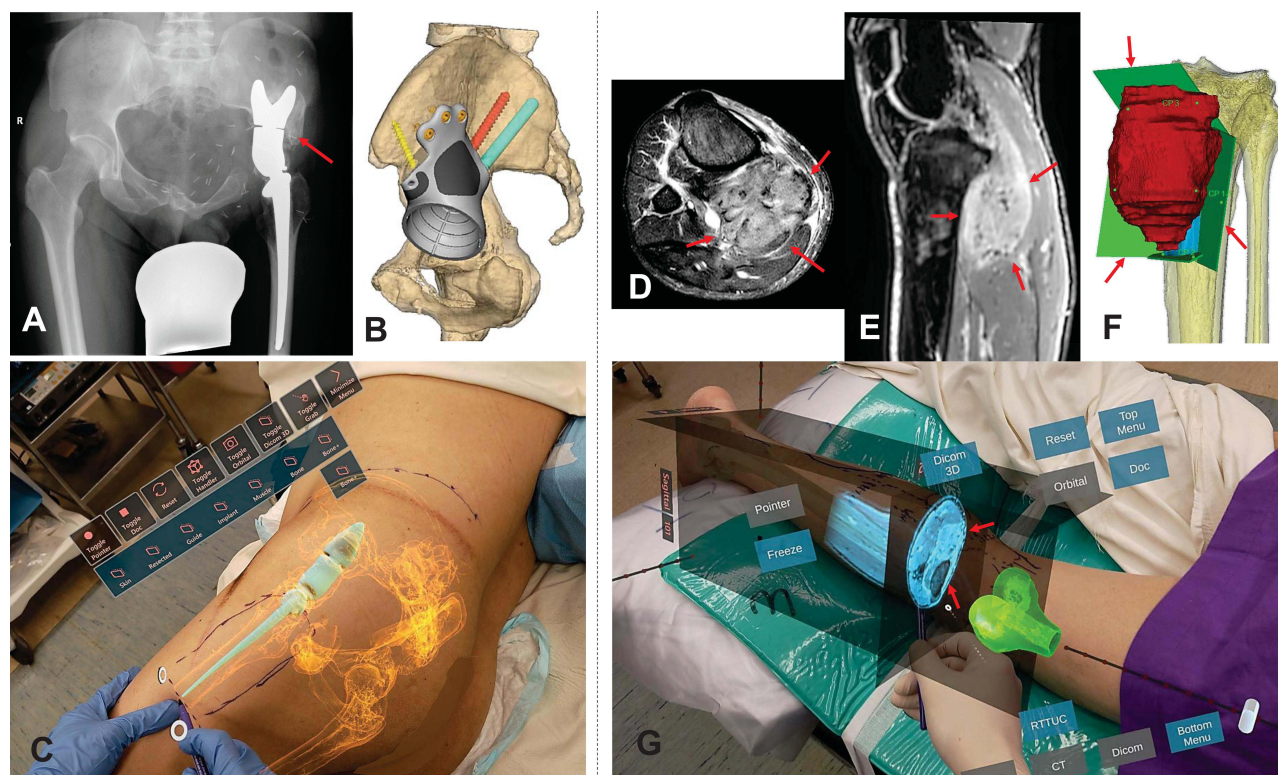 R
A
B
D
E
CP 3
CP 1
F
Minimize
Menu
Toggle
Grab
Toggle
Dicom 3D
Toggle
Orbital
Toggle
Handler
Reset
Toggle
Doc
Toggle
Pointer
Bone+
Bone
Muscle
Implant
Guide
Resected
Skin
C
Top
Menu
Reset
Doc
Orbital
Dicom
3D
Pointer
Freeze
Sagittal 101
RTTUC
Bottom
Menu
Dicom
CT
G